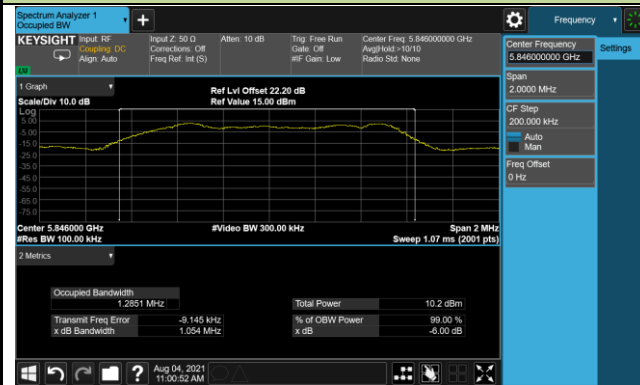 Spectrum Analyzer 1
Occupied BW
Frequency
KEYSIGHT
Input: RF
Coupling: DC
Align: Auto
Input Z: 50 Ω
Corrections: Off
Freq Ref: Int (S)
Atten: 10 dB
Trig: Free Run
Gate: Off
#IF Gain: Low
Center Freq: 5.846000000 GHz
Avg|Hold:>10/10
Radio Std: None
Center Frequency
5.846000000 GHz
Settings
Span
2.0000 MHz
CF Step
200.000 kHz
Auto
Man
Freq Offset
0 Hz
1 Graph
Scale/Div 10.0 dB
Ref Lvl Offset 22.20 dB
Ref Value 15.00 dBm
Log
5.00
-5.00
-15.0
-25.0
-35.0
-45.0
-55.0
-65.0
-75.0
Center 5.846000 GHz
#Res BW 100.00 kHz
#Video BW 300.00 kHz
Span 2 MHz
Sweep 1.07 ms (2001 pts)
2 Metrics
Occupied Bandwidth
1.2851 MHz
Total Power 10.2 dBm
Transmit Freq Error -9.145 kHz
% of OBW Power 99.00 %
x dB Bandwidth 1.054 MHz
x dB -6.00 dB
?
Aug 04, 2021
11:00:52 AM